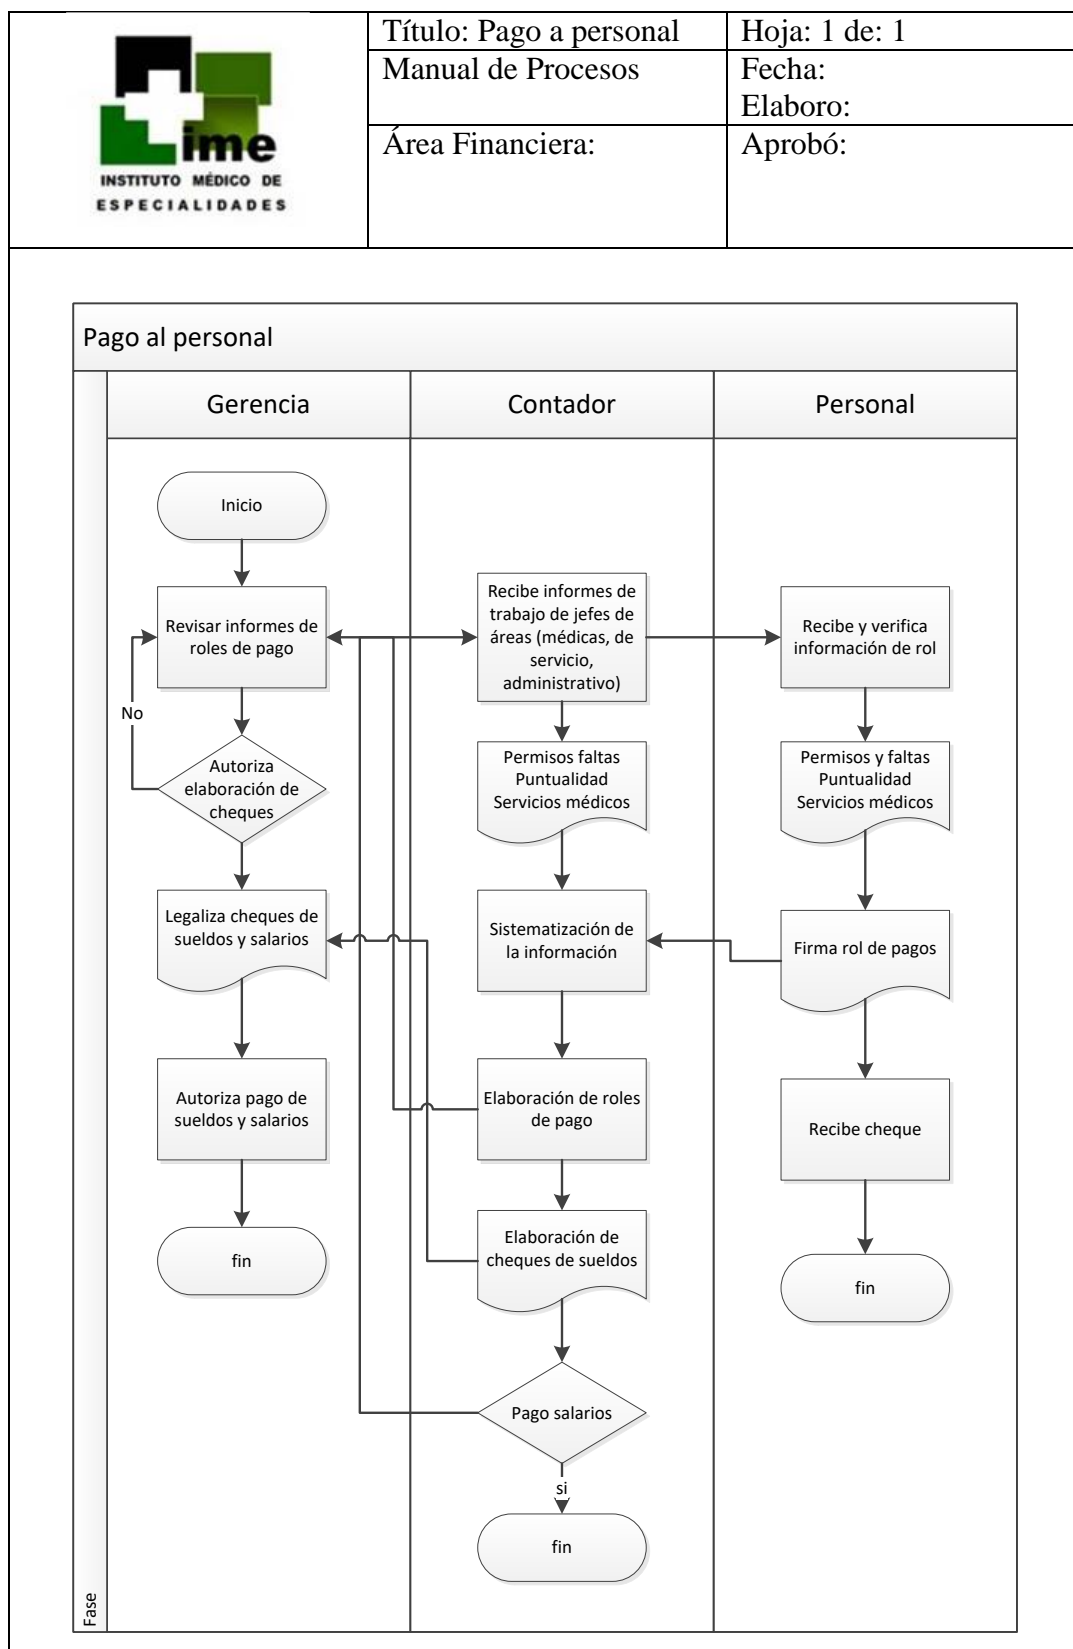 ime
INSTITUTO MÉDICO DE
ESPECIALIDADES
Título: Pago a personal
Hoja: 1 de: 1
Manual de Procesos
Fecha:
Elaboro:
Área Financiera:
Aprobó:
Pago al personal
Fase
Gerencia
Contador
Personal
Inicio
Revisar informes de
roles de pago
No
Autoriza
elaboración de
cheques
Legaliza cheques de
sueldos y salarios
Autoriza pago de
sueldos y salarios
fin
Recibe informes de
trabajo de jefes de
áreas (médicas, de
servicio,
administrativo)
Permisos faltas
Puntualidad
Servicios médicos
Sistematización de
la información
Elaboración de roles
de pago
Elaboración de
cheques de sueldos
Pago salarios
si
fin
Recibe y verifica
información de rol
Permisos y faltas
Puntualidad
Servicios médicos
Firma rol de pagos
Recibe cheque
fin